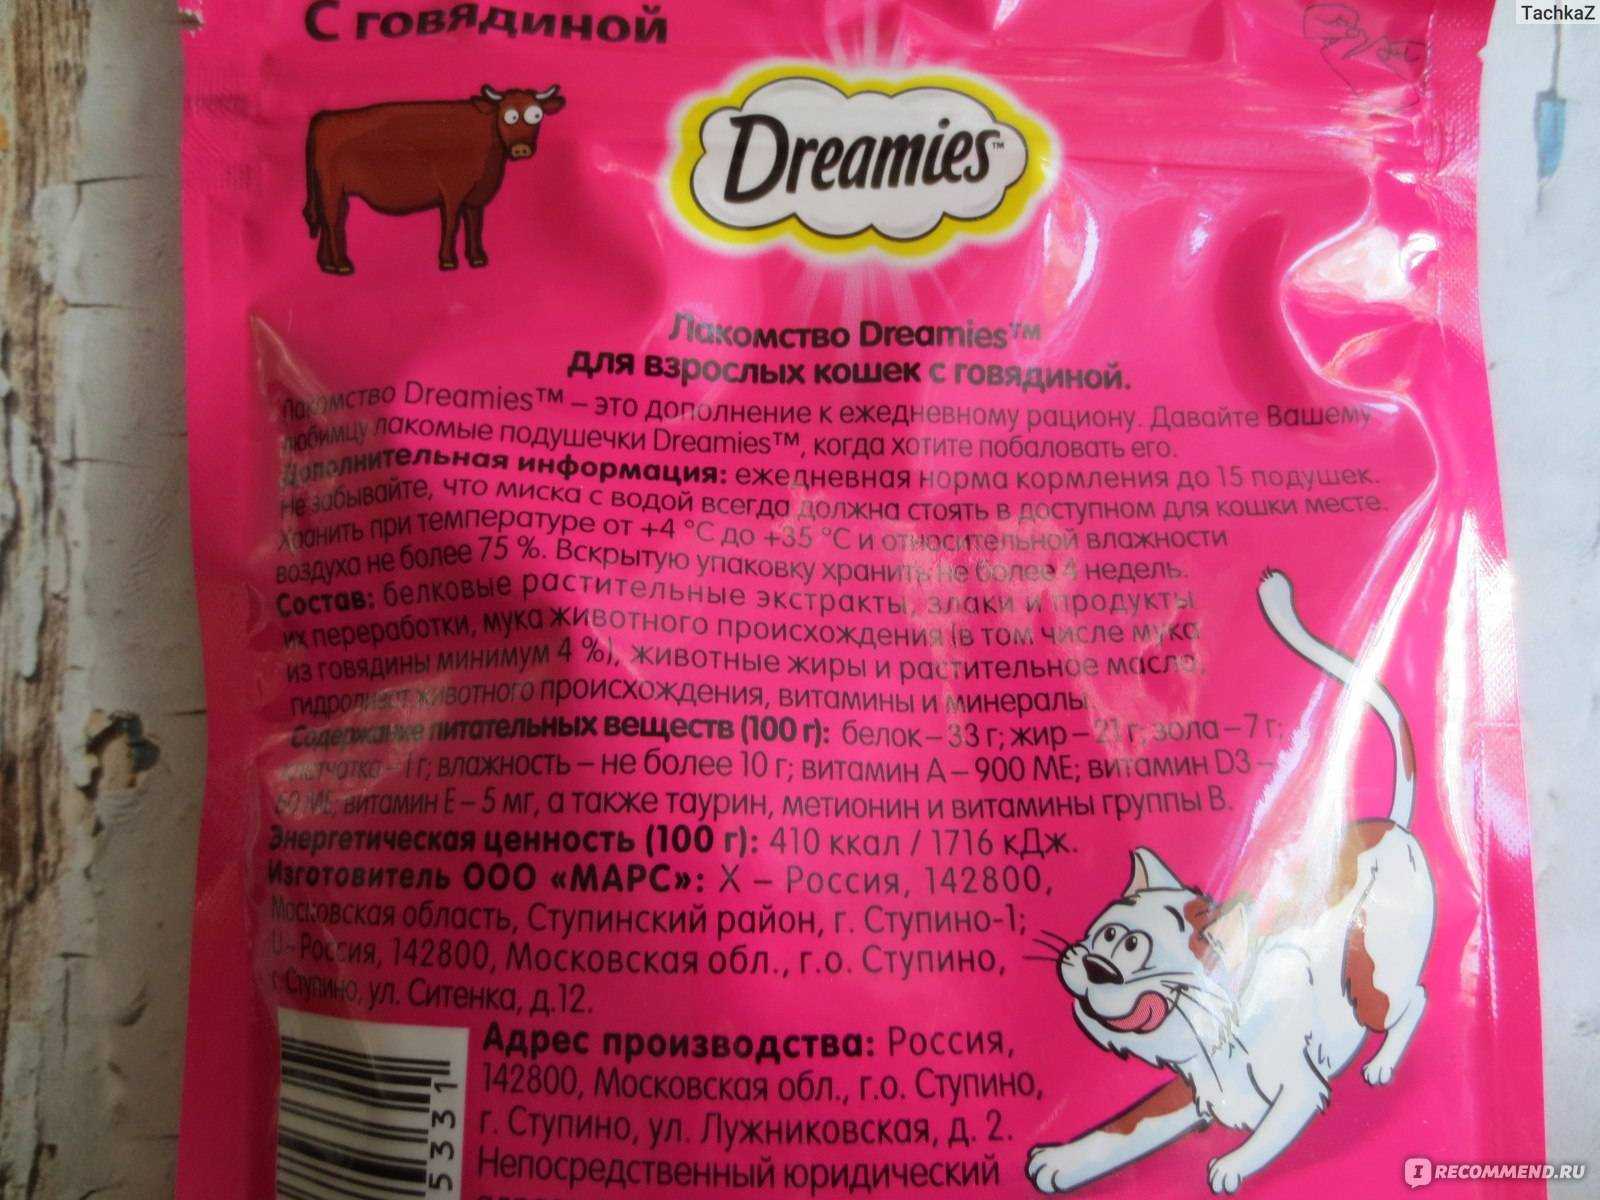 TachkaZ
С говядиной
Dreamies™
Лакомство Dreamies™
для взрослых кошек с говядиной.
Лакомство Dreamies™ – это дополнение к ежедневному рациону. Давайте Вашему
любимцу лакомые подушечки Dreamies™, когда хотите побаловать его.
Дополнительная информация: ежедневная норма кормления до 15 подушек.
Не забывайте, что миска с водой всегда должна стоять в доступном для кошки месте.
Хранить при температуре от +4 °C до +35 °C и относительной влажности
воздуха не более 75 %. Вскрытую упаковку хранить не более 4 недель.
Состав: белковые растительные экстракты, злаки и продукты
их переработки, мука животного происхождения (в том числе мука
из говядины минимум 4 %), животные жиры и растительное масло,
гидролизат животного происхождения, витамины и минералы.
Содержание питательных веществ (100 г): белок – 33 г; жир – 21 г; зола – 7 г;
клетчатка – 1 г; влажность – не более 10 г; витамин А – 900 МЕ; витамин D3 –
60 МЕ; витамин Е – 5 мг, а также таурин, метионин и витамины группы В.
Энергетическая ценность (100 г): 410 ккал / 1716 кДж.
Изготовитель ООО «МАРС»: X – Россия, 142800,
Московская область, Ступинский район, г. Ступино-1;
U – Россия, 142800, Московская обл., г.о. Ступино,
г. Ступино, ул. Ситенка, д.12.
Адрес производства: Россия,
142800, Московская обл., г.о. Ступино,
г. Ступино, ул. Лужниковская, д. 2.
Непосредственный юридический
53311
IRECOMMEND.RU